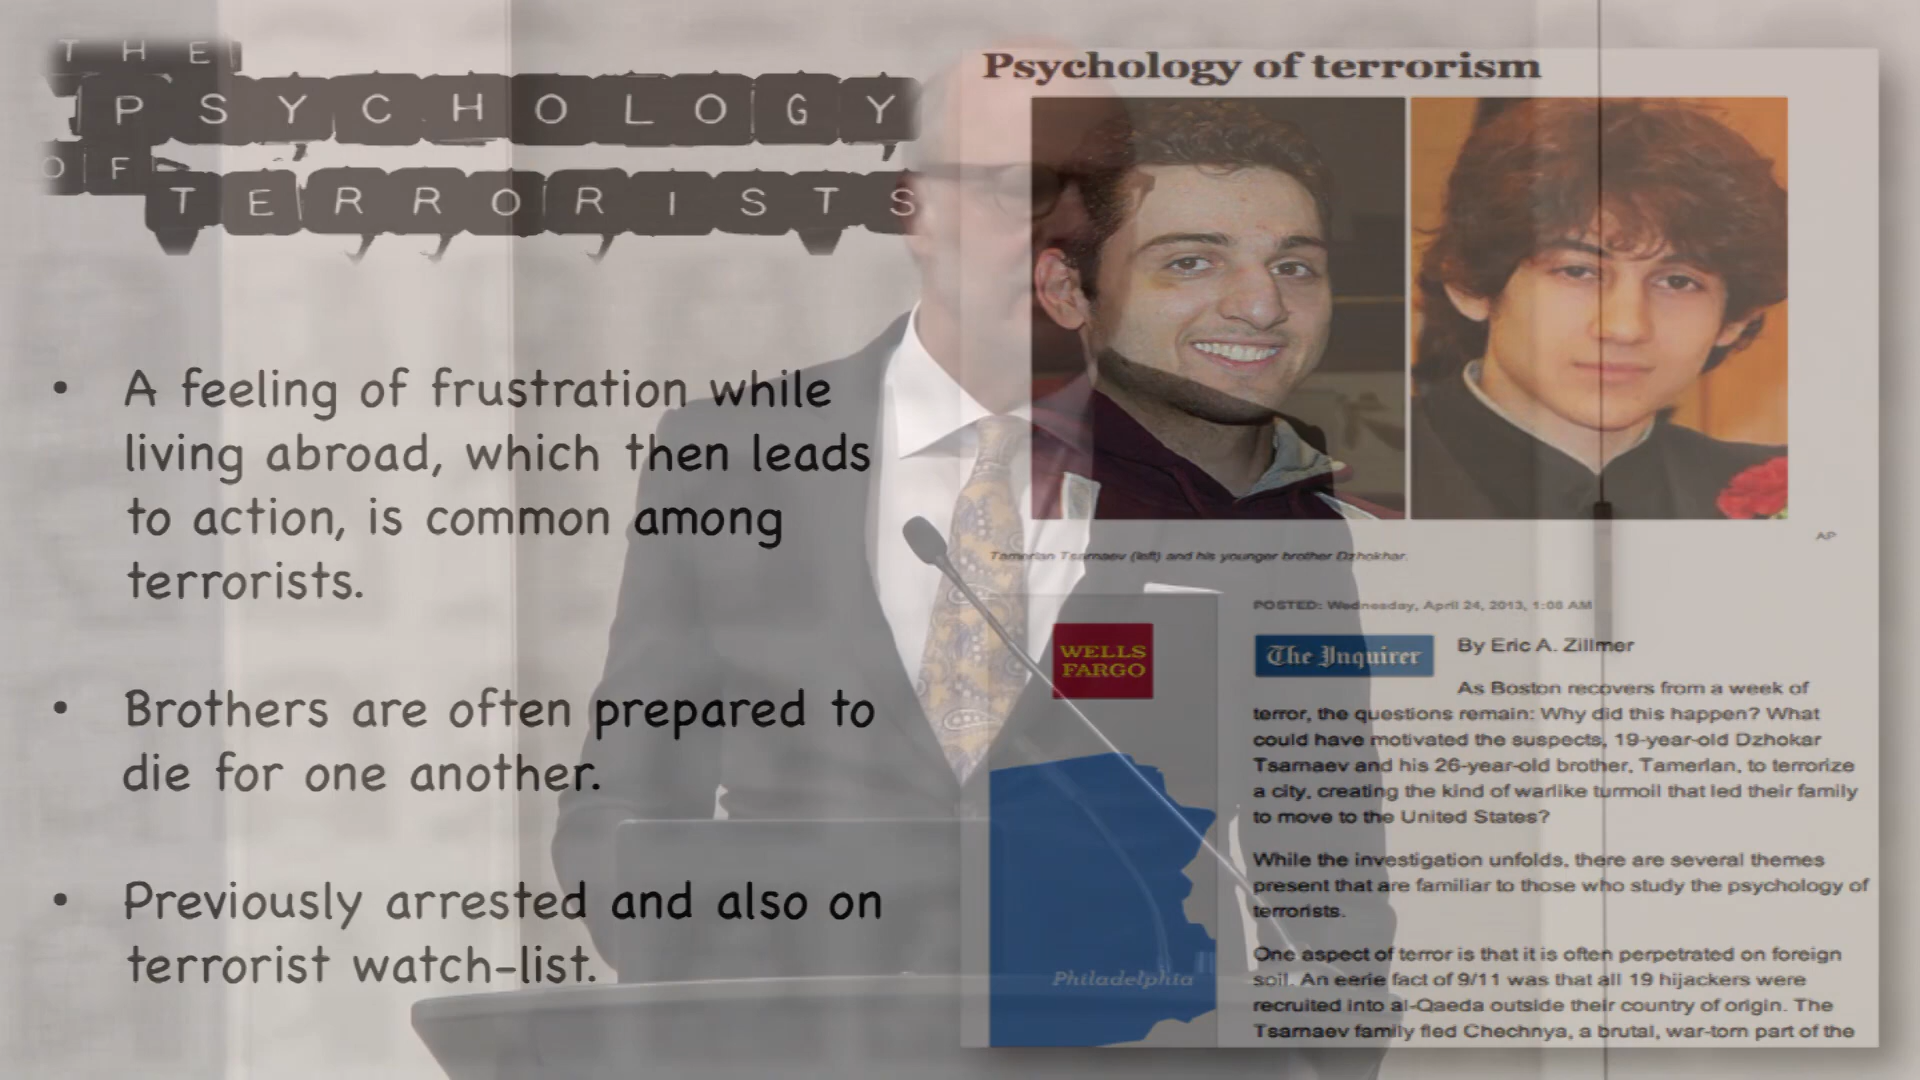 THE
PSYCHOLOGY
OF
TERRORISTS
• A feeling of frustration while
living abroad, which then leads
to action, is common among
terrorists.
• Brothers are often prepared to
die for one another.
• Previously arrested and also on
terrorist watch-list.
Psychology of terrorism
AP
Tamerlan Tsarnaev (left) and his younger brother Dzhokhar.
POSTED: Wednesday, April 24, 2013, 1:08 AM
WELLS
FARGO
The Inquirer
By Eric A. Zillmer
As Boston recovers from a week of
terror, the questions remain: Why did this happen? What
could have motivated the suspects, 19-year-old Dzhokar
Tsarnaev and his 26-year-old brother, Tamerlan, to terrorize
a city, creating the kind of warlike turmoil that led their family
to move to the United States?
While the investigation unfolds, there are several themes
present that are familiar to those who study the psychology of
terrorists.
One aspect of terror is that it is often perpetrated on foreign
soil. An eerie fact of 9/11 was that all 19 hijackers were
recruited into al-Qaeda outside their country of origin. The
Tsarnaev family fled Chechnya, a brutal, war-torn part of the
Philadelphia